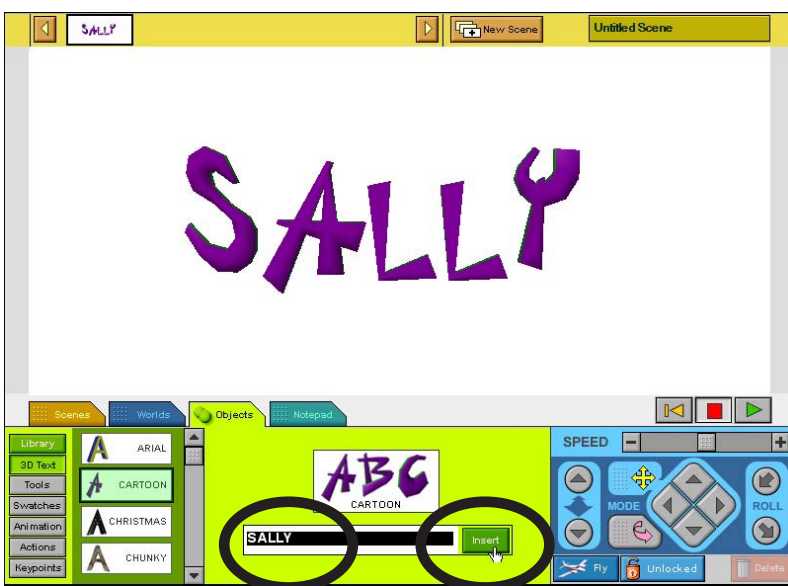 SALLY
New Scene
Untitled Scene
SALLY
Scenes
Worlds
Objects
Notepad
Library
3D Text
Tools
Swatches
Animation
Actions
Keypoints
A ARIAL
A CARTOON
A CHRISTMAS
A CHUNKY
ABC
CARTOON
SALLY
Insert
SPEED
MODE
ROLL
Fly
Unlocked
Delete